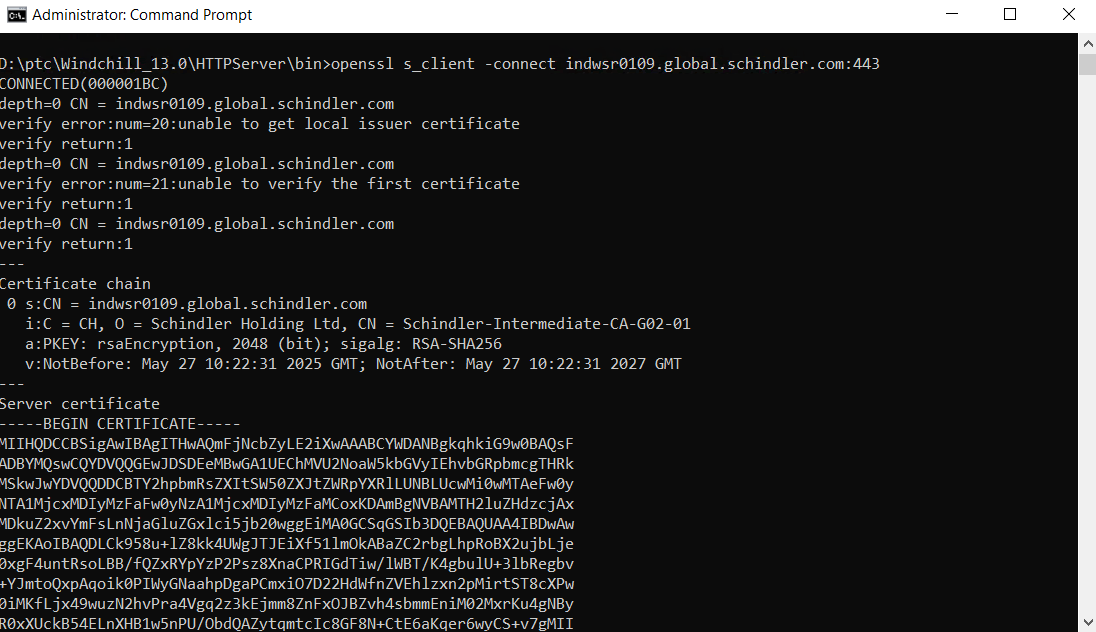 Administrator: Command Prompt
D:\ptc\Windchill_13.0\HTTPServer\bin>openssl s_client -connect indwsr0109.global.schindler.com:443
CONNECTED(000001BC)
depth=0 CN = indwsr0109.global.schindler.com
verify error:num=20:unable to get local issuer certificate
verify return:1
depth=0 CN = indwsr0109.global.schindler.com
verify error:num=21:unable to verify the first certificate
verify return:1
depth=0 CN = indwsr0109.global.schindler.com
verify return:1
---
Certificate chain
0 s:CN = indwsr0109.global.schindler.com
i:C = CH, O = Schindler Holding Ltd, CN = Schindler-Intermediate-CA-G02-01
a:PKEY: rsaEncryption, 2048 (bit); sigalg: RSA-SHA256
v:NotBefore: May 27 10:22:31 2025 GMT; NotAfter: May 27 10:22:31 2027 GMT
---
Server certificate
-----BEGIN CERTIFICATE-----
MIIHQDCCBSigAwIBAgITHwAQmFjNcbZyLE2iXwAAABCYWDANBgkqhkiG9w0BAQsF
ADBYMQswCQYDVQQGEwJDSDEeMBwGA1UEChMVU2NoaW5kbGVyIEhvbGRpbmcgTHRk
MSkwJwYDVQQDDCBTY2hpbmRsZXItSW50ZXJtZWRpYXRlLUNBLUcwMi0wMTAeFw0y
NTA1MjcxMDIyMzFaFw0yNzA1MjcxMDIyMzFaMCoxKDAmBgNVBAMTH2luZHdzcjAx
MDkuZ2xvYmFsLnNjaGluZGxlci5jb20wggEiMA0GCSqGSIb3DQEBAQUAA4IBDwAw
ggEKAoIBAQDLCk958u+lZ8kk4UWgJTJEiXf51lmOkABaZC2rbgLhpRoBX2ujbLje
0xgF4untRsoLBB/fQZxRYpYzP2Psz8XnaCPRIGdTiw/lWBT/K4gbulU+3lbRegbv
+YJmtoQxpAqoik0PIWyGNaahpDgaPCmxiO7D22HdWfnZVEhlzxn2pMirtST8cXPw
0iMKfLjx49wuzN2hvPra4Vgq2z3kEjmm8ZnFxOJBZvh4sbmmEniM02MxrKu4gNBy
R0xXUckB54ELnXHB1w5nPU/ObdQAZytqmtcIc8GF8N+CtE6aKqer6wyCS+v7gMII